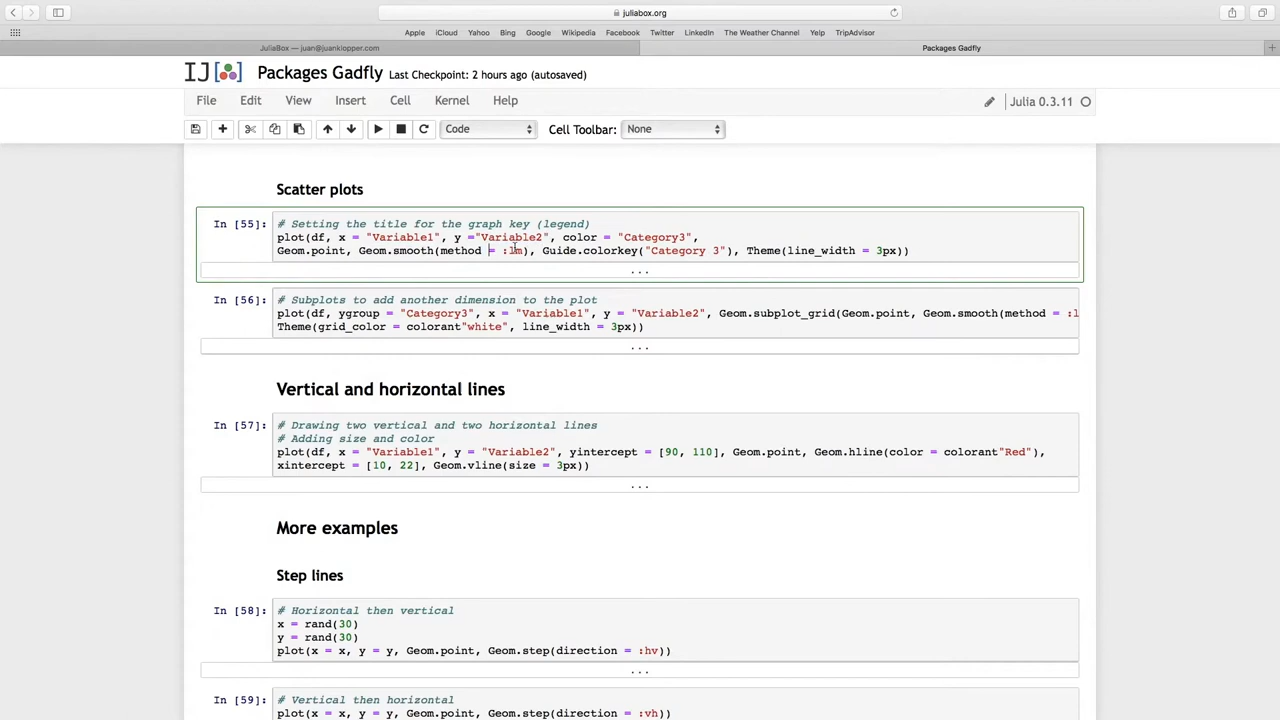 juliabox.org
Apple iCloud Yahoo Bing Google Wikipedia Facebook Twitter LinkedIn The Weather Channel Yelp TripAdvisor
JuliaBox — juan@juanklopper.com
Packages Gadfly
IJ[ ] Packages Gadfly Last Checkpoint: 2 hours ago (autosaved)
File Edit View Insert Cell Kernel Help
Julia 0.3.11
Code
Cell Toolbar: None
Scatter plots
In [55]: # Setting the title for the graph key (legend)
plot(df, x = "Variable1", y ="Variable2", color = "Category3",
Geom.point, Geom.smooth(method = :lm), Guide.colorkey("Category 3"), Theme(line_width = 3px))
...
In [56]: # Subplots to add another dimension to the plot
plot(df, ygroup = "Category3", x = "Variable1", y = "Variable2", Geom.subplot_grid(Geom.point, Geom.smooth(method = :l
Theme(grid_color = colorant"white", line_width = 3px))
...
Vertical and horizontal lines
In [57]: # Drawing two vertical and two horizontal lines
# Adding size and color
plot(df, x = "Variable1", y = "Variable2", yintercept = [90, 110], Geom.point, Geom.hline(color = colorant"Red"),
xintercept = [10, 22], Geom.vline(size = 3px))
...
More examples
Step lines
In [58]: # Horizontal then vertical
x = rand(30)
y = rand(30)
plot(x = x, y = y, Geom.point, Geom.step(direction = :hv))
...
In [59]: # Vertical then horizontal
plot(x = x, y = y, Geom.point, Geom.step(direction = :vh))